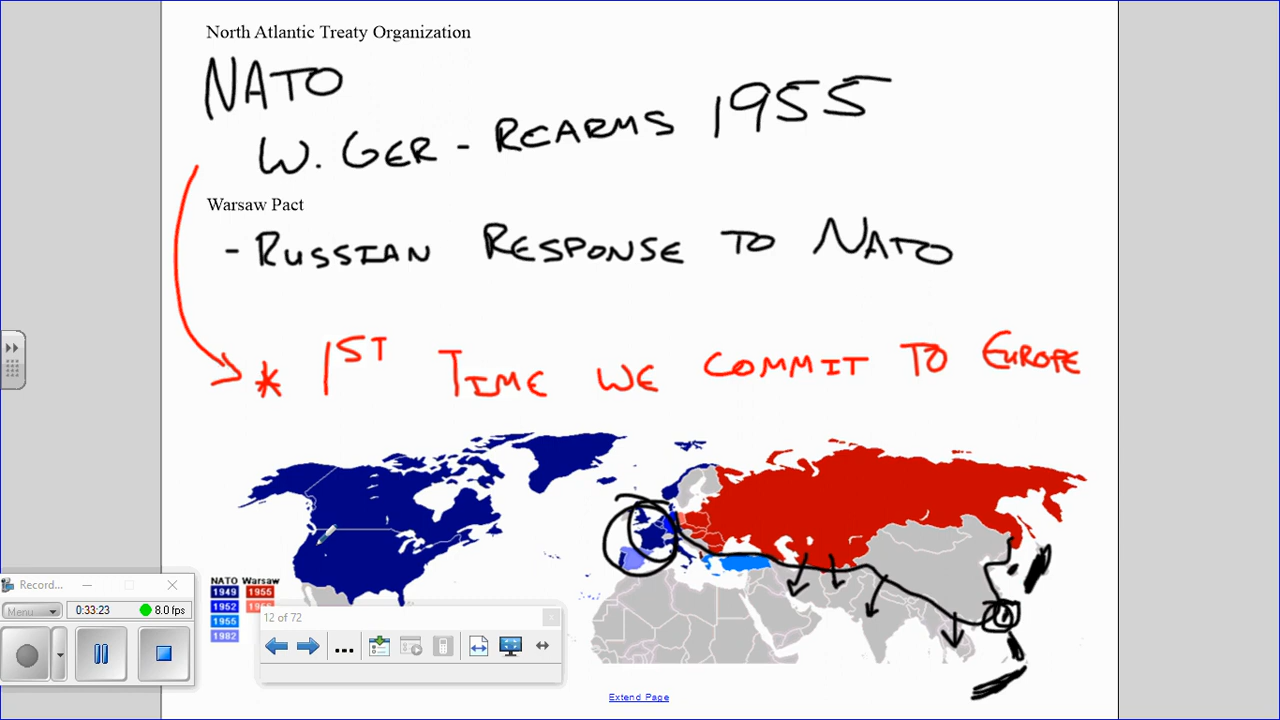 North Atlantic Treaty Organization
NATO
W. GER - REARMS 1955
Warsaw Pact
- RUSSIAN RESPONSE TO NATO
* 1ST TIME WE COMMIT TO EUROPE
NATO Warsaw
1949 1955
1952
1955
1982
Record...
Menu 0:33:23 8.0 fps
12 of 72
Extend Page